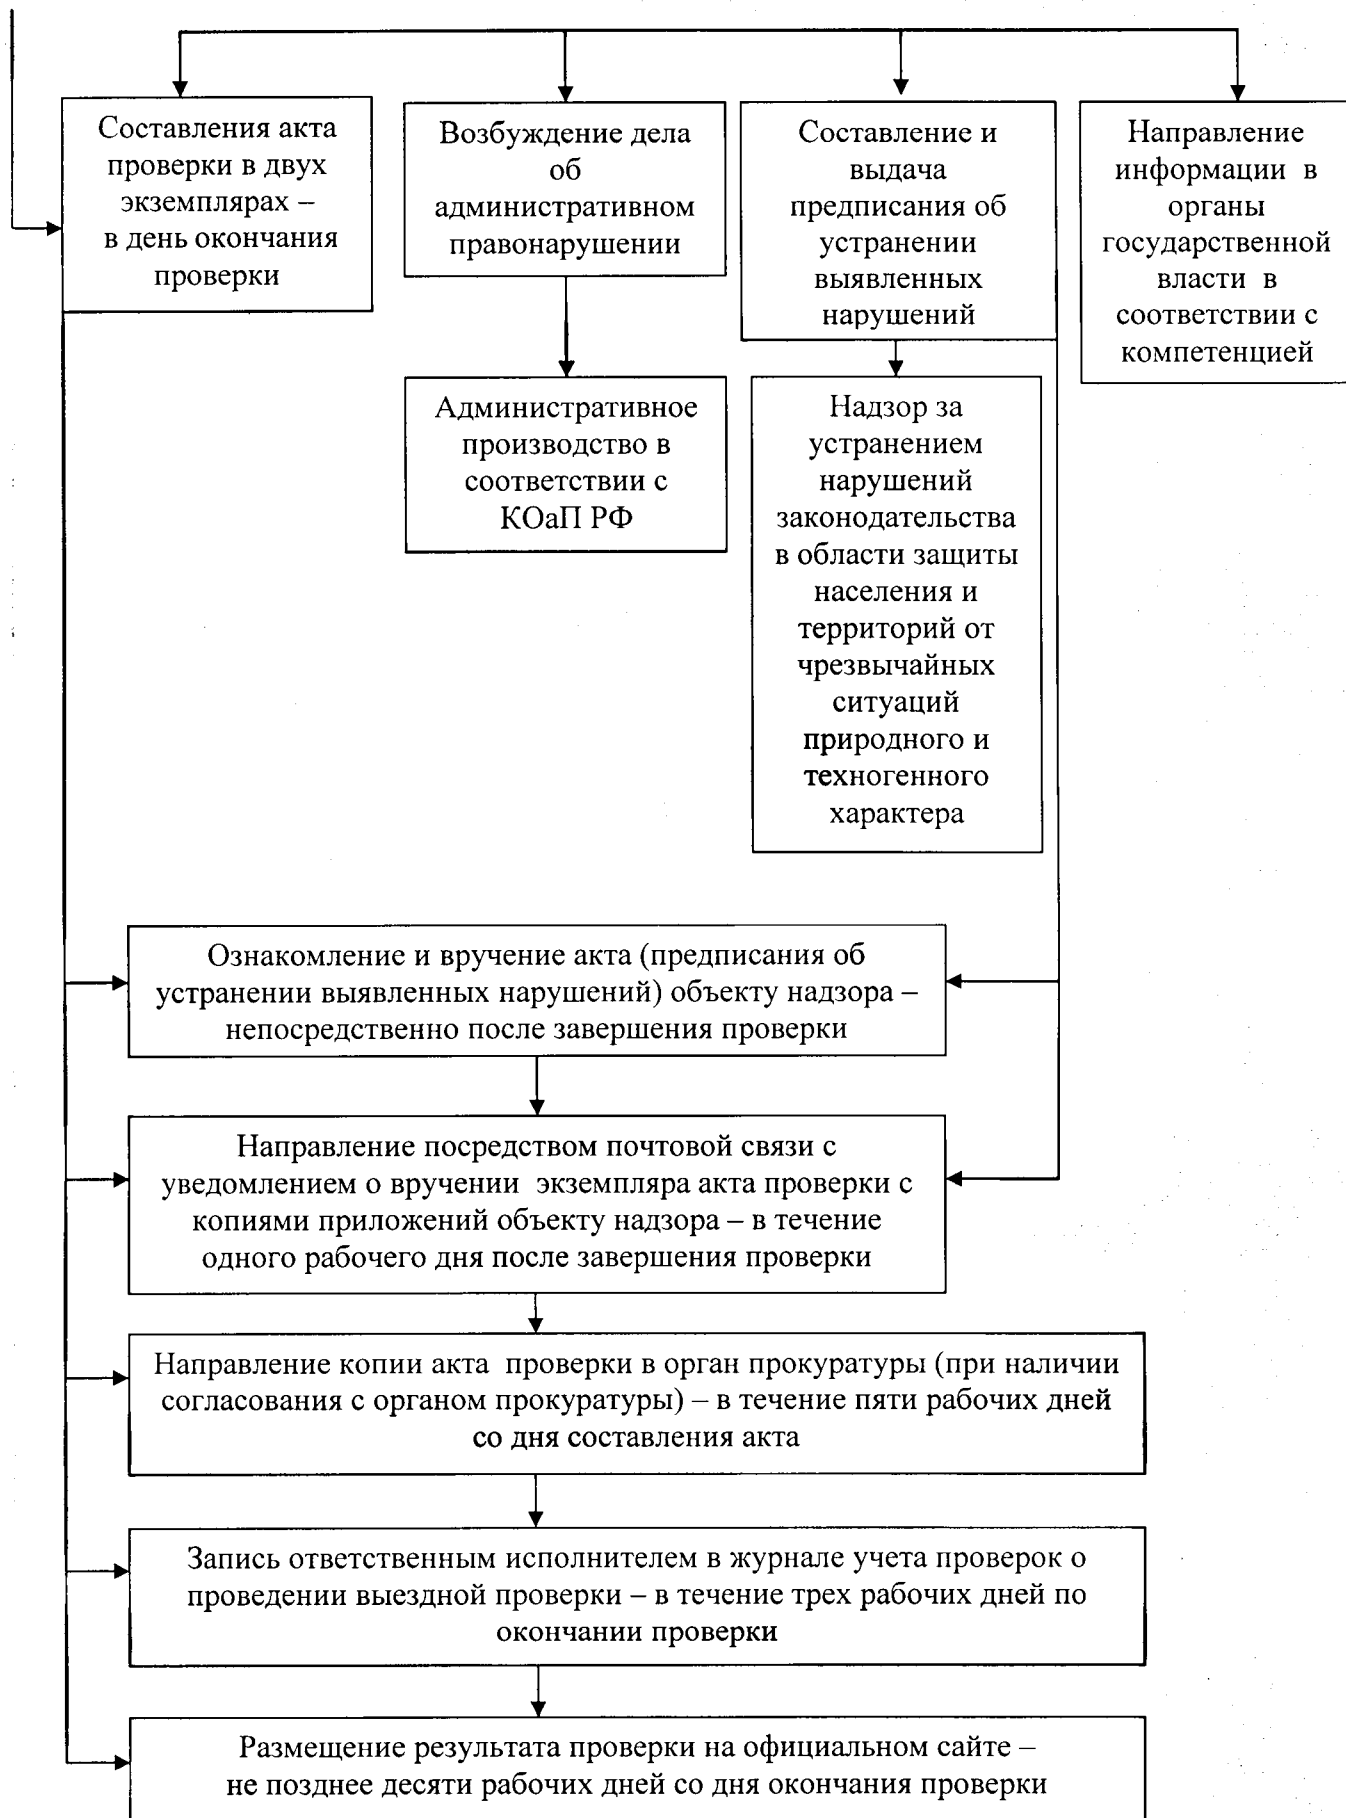 Составления акта
проверки в двух
экземплярах –
в день окончания
проверки
Возбуждение дела
об
административном
правонарушении
Составление и
выдача
предписания об
устранении
выявленных
нарушений
Направление
информации в
органы
государственной
власти в
соответствии с
компетенцией
Административное
производство в
соответствии с
КОаП РФ
Надзор за
устранением
нарушений
законодательства
в области защиты
населения и
территорий от
чрезвычайных
ситуаций
природного и
техногенного
характера
Ознакомление и вручение акта (предписания об
устранении выявленных нарушений) объекту надзора –
непосредственно после завершения проверки
Направление посредством почтовой связи с
уведомлением о вручении экземпляра акта проверки с
копиями приложений объекту надзора – в течение
одного рабочего дня после завершения проверки
Направление копии акта проверки в орган прокуратуры (при наличии
согласования с органом прокуратуры) – в течение пяти рабочих дней
со дня составления акта
Запись ответственным исполнителем в журнале учета проверок о
проведении выездной проверки – в течение трех рабочих дней по
окончании проверки
Размещение результата проверки на официальном сайте –
не позднее десяти рабочих дней со дня окончания проверки